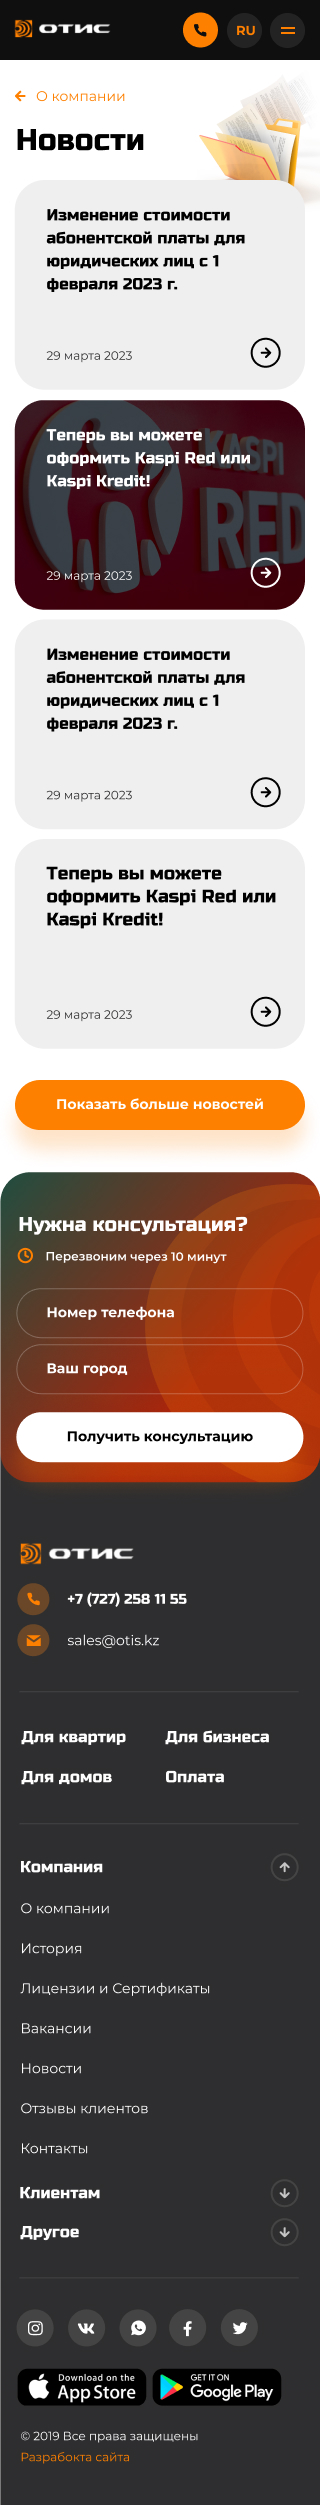 ОТИС
RU
О компании
Новости
Изменение стоимости
абонентской платы для
юридических лиц с 1
февраля 2023 г.
29 марта 2023
KASPI
RED
Теперь вы можете
оформить Kaspi Red или
Kaspi Kredit!
29 марта 2023
Изменение стоимости
абонентской платы для
юридических лиц с 1
февраля 2023 г.
29 марта 2023
Теперь вы можете
оформить Kaspi Red или
Kaspi Kredit!
29 марта 2023
Показать больше новостей
Нужна консультация?
Перезвоним через 10 минут
Номер телефона
Ваш город
Получить консультацию
ОТИС
+7 (727) 258 11 55
sales@otis.kz
Для квартир
Для бизнеса
Для домов
Оплата
Компания
О компании
История
Лицензии и Сертификаты
Вакансии
Новости
Отзывы клиентов
Контакты
Клиентам
Другое
Download on the
App Store
GET IT ON
Google Play
© 2019 Все права защищены
Разрабокта сайта